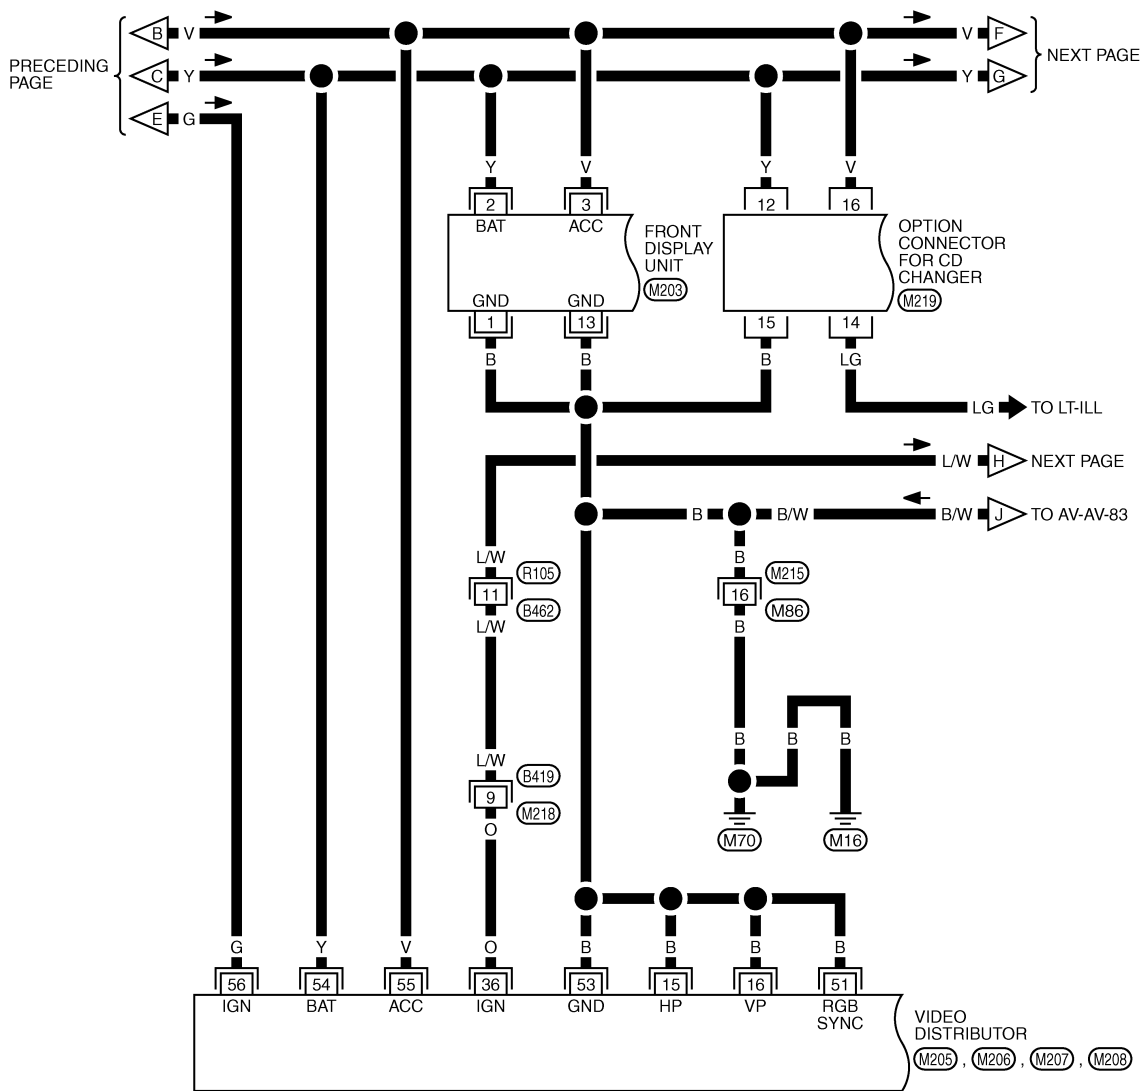 B V V F
PRECEDING
PAGE
NEXT PAGE
C Y Y G
E G
Y V Y V
2 3 12 16
BAT ACC
FRONT
DISPLAY
UNIT
M203
OPTION
CONNECTOR
FOR CD
CHANGER
M219
GND GND
1 13 15 14
B B B LG
LG TO LT-ILL
L/W H NEXT PAGE
B B/W B/W J TO AV-AV-83
L/W R105 B M215
11 16
B462 M86
L/W B
B B B
L/W B419
9
M218
O
M70 M16
G Y V O B B B B
56 54 55 36 53 15 16 51
IGN BAT ACC IGN GND HP VP RGB
SYNC
VIDEO
DISTRIBUTOR
M205 , M206 , M207 , M208